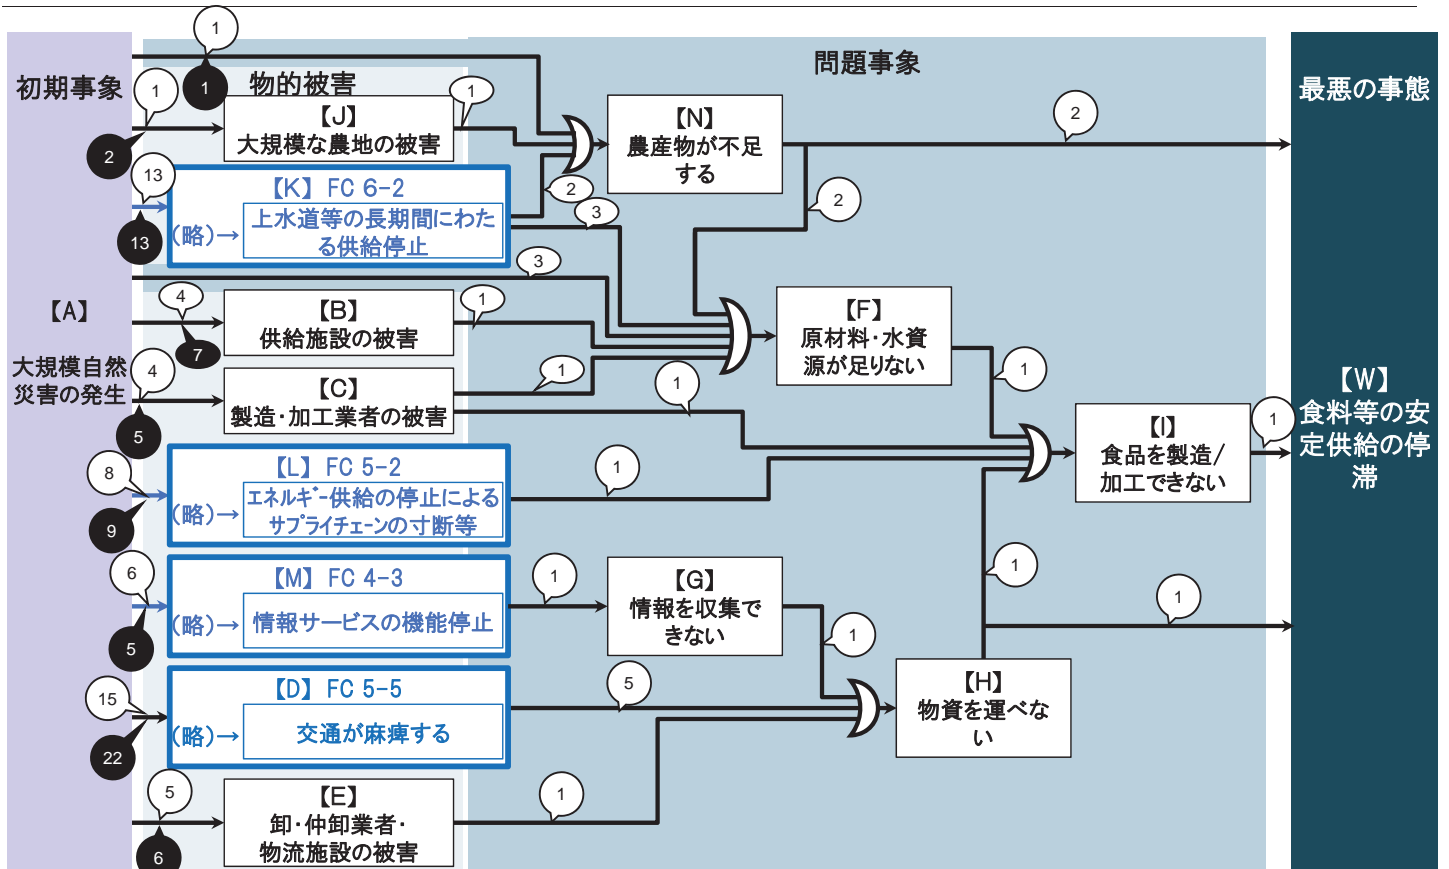 初期事象
物的被害
問題事象
最悪の事態
1
1
1
2
【J】
大規模な農地の被害
1
【N】
農産物が不足
する
2
13
13
【K】 FC 6-2
(略)→
上水道等の長期間にわた
る供給停止
2
3
2
3
【A】
大規模自然
災害の発生
4
7
【B】
供給施設の被害
1
【F】
原材料・水資
源が足りない
4
5
【C】
製造・加工業者の被害
1
1
1
【I】
食品を製造/
加工できない
1
【W】
食料等の安
定供給の停
滞
8
9
【L】 FC 5-2
(略)→
エネルギー供給の停止による
サプライチェーンの寸断等
1
6
5
【M】 FC 4-3
(略)→
情報サービスの機能停止
1
【G】
情報を収集で
きない
1
1
1
15
22
【D】 FC 5-5
(略)→
交通が麻痺する
5
【H】
物資を運べな
い
5
6
【E】
卸・仲卸業者・
物流施設の被害
1